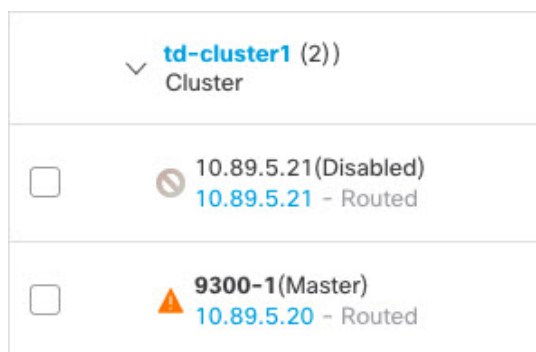 td-cluster1 (2))
Cluster
10.89.5.21(Disabled)
10.89.5.21 - Routed
9300-1(Master)
10.89.5.20 - Routed